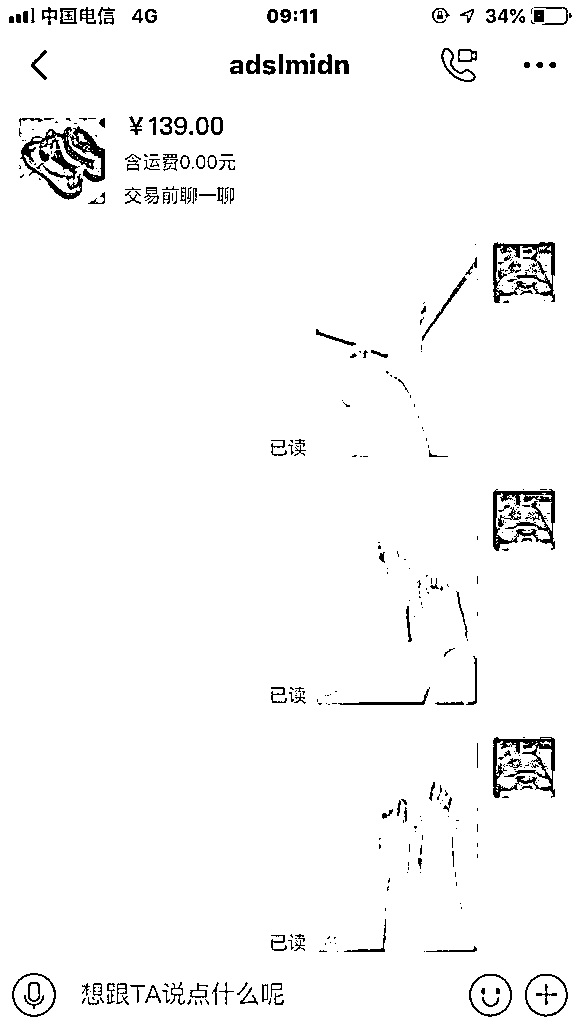 中国电信 4G 09:11 34%
adslmidn
￥139.00
含运费0.00元
交易前聊一聊
已读
已读
已读
想跟TA说点什么呢